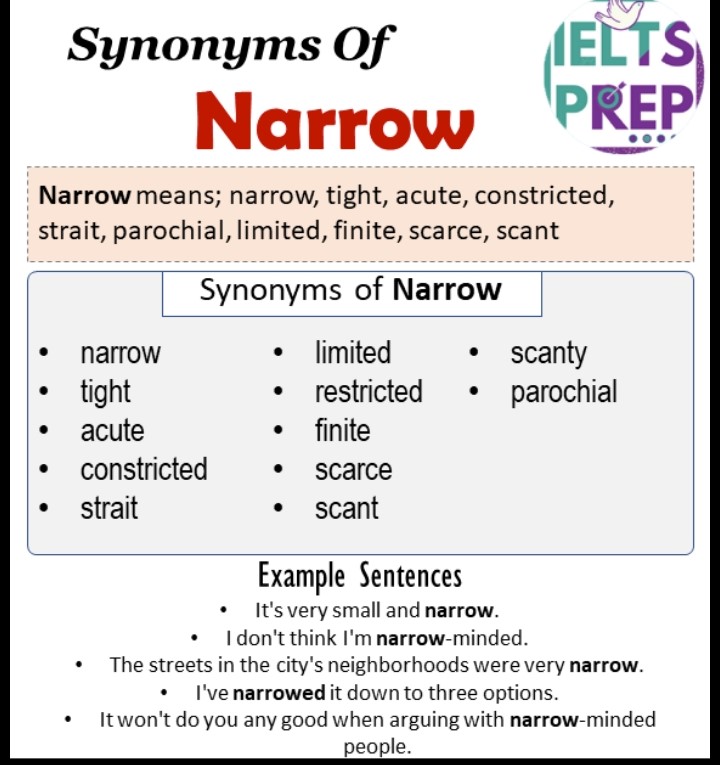 Synonyms Of
Narrow
IELTS
PREP
Narrow means; narrow, tight, acute, constricted,
strait, parochial, limited, finite, scarce, scant
Synonyms of Narrow
• narrow
• tight
• acute
• constricted
• strait
• limited
• restricted
• finite
• scarce
• scant
• scanty
• parochial
Example Sentences
• It's very small and narrow.
• I don't think I'm narrow-minded.
• The streets in the city's neighborhoods were very narrow.
• I've narrowed it down to three options.
• It won't do you any good when arguing with narrow-minded
people.